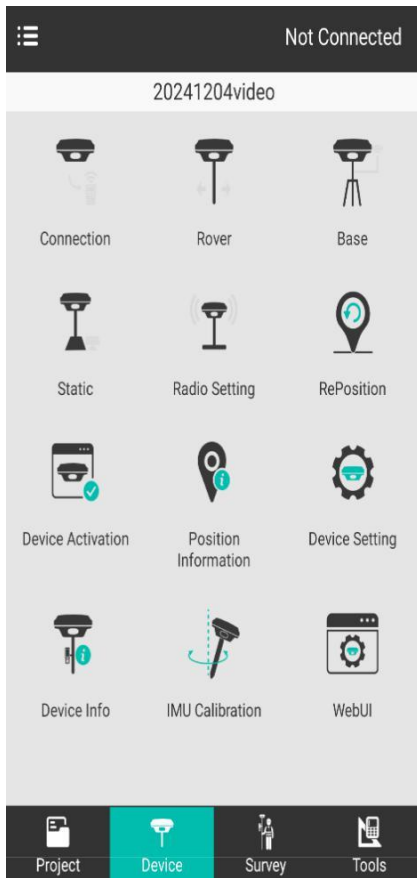 Not Connected
20241204video
Connection
Rover
Base
Static
Radio Setting
RePosition
Device Activation
Position
Information
Device Setting
Device Info
IMU Calibration
WebUI
Project
Device
Survey
Tools